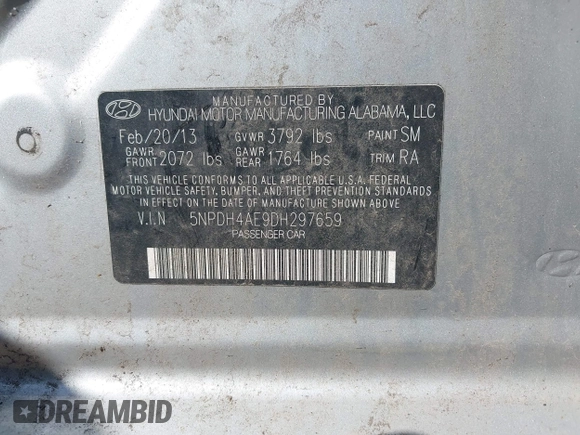 MANUFACTURED BY
HYUNDAI MOTOR MANUFACTURING ALABAMA, LLC
Feb/20/13 GVWR 3792 lbs PAINT SM
GAWR FRONT 2072 lbs GAWR REAR 1764 lbs TRIM RA
THIS VEHICLE CONFORMS TO ALL APPLICABLE U.S.A. FEDERAL
MOTOR VEHICLE SAFETY, BUMPER, AND THEFT PREVENTION STANDARDS
IN EFFECT ON THE DATE OF MANUFACTURE SHOWN ABOVE
V.I.N 5NPDH4AE9DH297659
PASSENGER CAR
DREAMBID